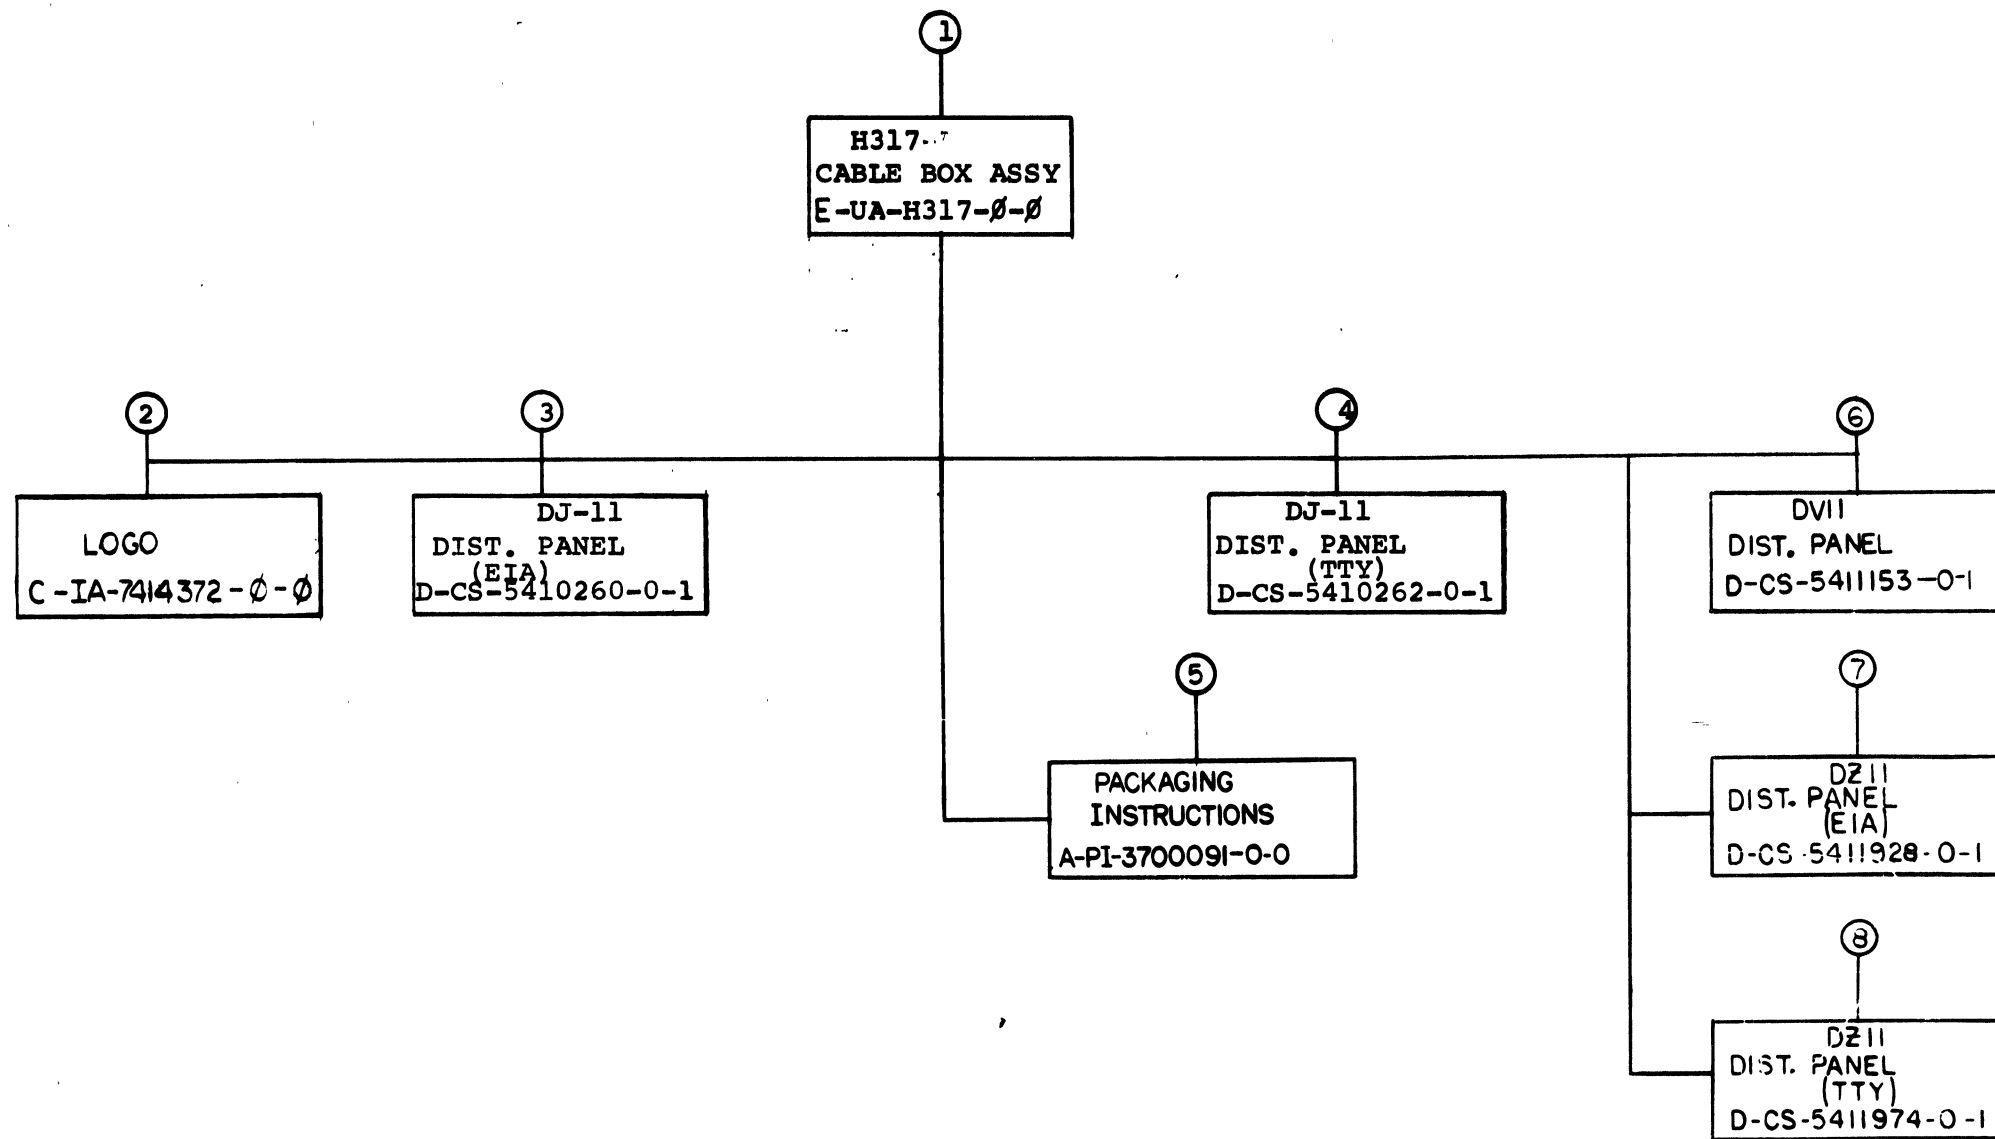 1
H317-
CABLE BOX ASSY
E-UA-H317-Ø-Ø
2
LOGO
C-IA-7414372-Ø-Ø
3
DJ-11
DIST. PANEL
(EIA)
D-CS-5410260-0-1
4
DJ-11
DIST. PANEL
(TTY)
D-CS-5410262-0-1
6
DV11
DIST. PANEL
D-CS-5411153-0-1
5
PACKAGING
INSTRUCTIONS
A-PI-3700091-0-0
7
DZ11
DIST. PANEL
(EIA)
D-CS-5411928-0-1
8
DZ11
DIST. PANEL
(TTY)
D-CS-5411974-0-1